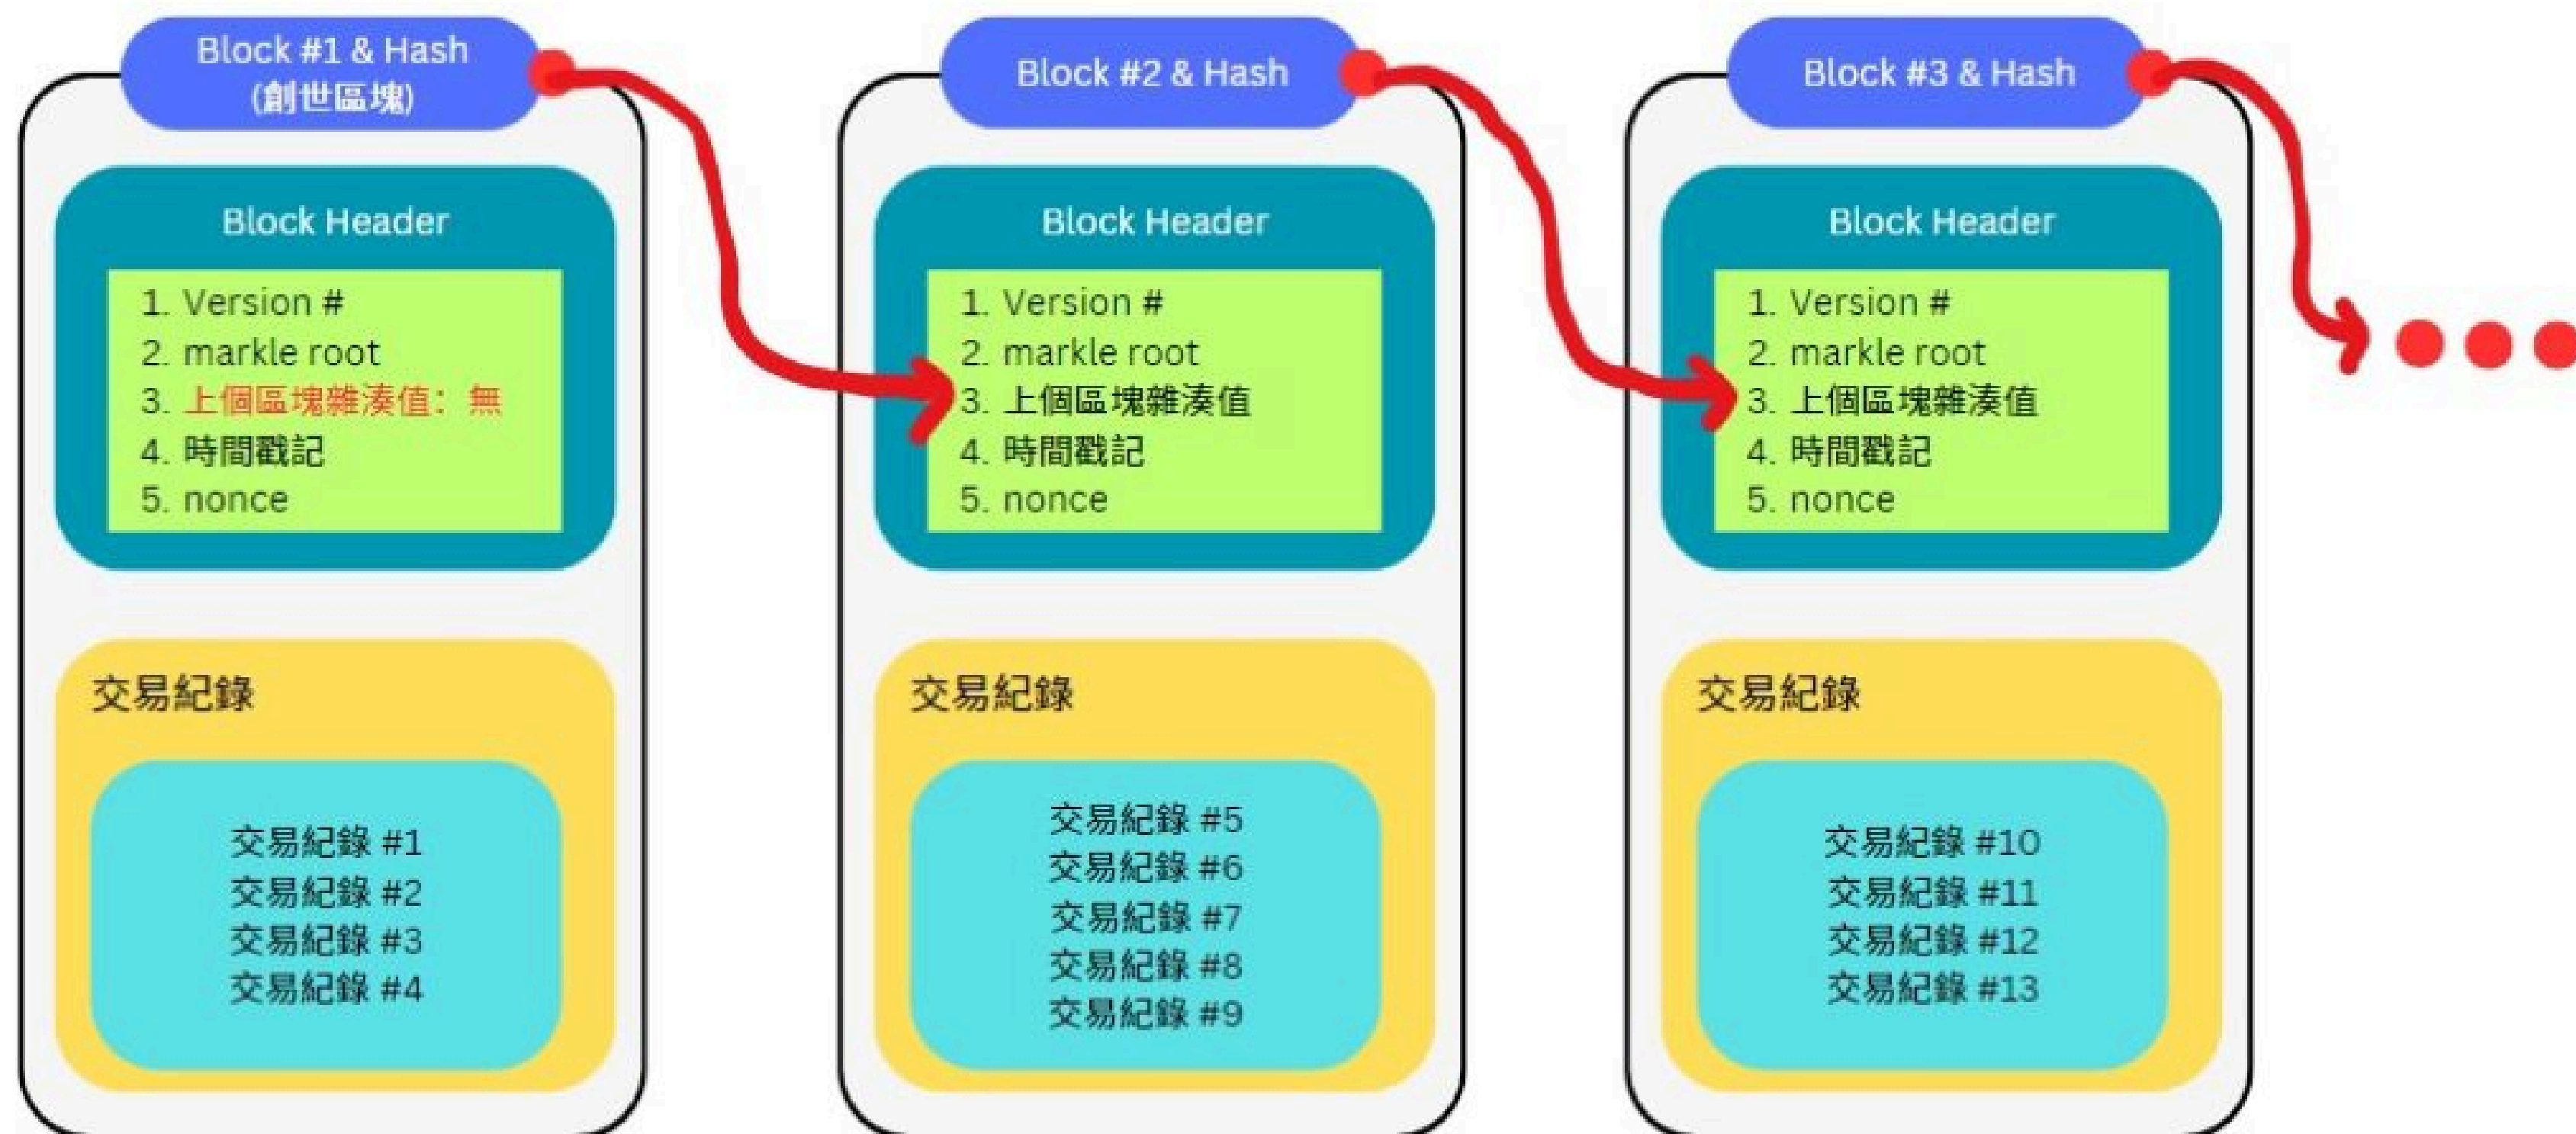 Block #1 & Hash
(創世區塊)
Block Header
1. Version #
2. markle root
3. 上個區塊雜湊值：無
4. 時間戳記
5. nonce
交易紀錄
交易紀錄 #1
交易紀錄 #2
交易紀錄 #3
交易紀錄 #4
Block #2 & Hash
Block Header
1. Version #
2. markle root
3. 上個區塊雜湊值
4. 時間戳記
5. nonce
交易紀錄
交易紀錄 #5
交易紀錄 #6
交易紀錄 #7
交易紀錄 #8
交易紀錄 #9
Block #3 & Hash
Block Header
1. Version #
2. markle root
3. 上個區塊雜湊值
4. 時間戳記
5. nonce
交易紀錄
交易紀錄 #10
交易紀錄 #11
交易紀錄 #12
交易紀錄 #13